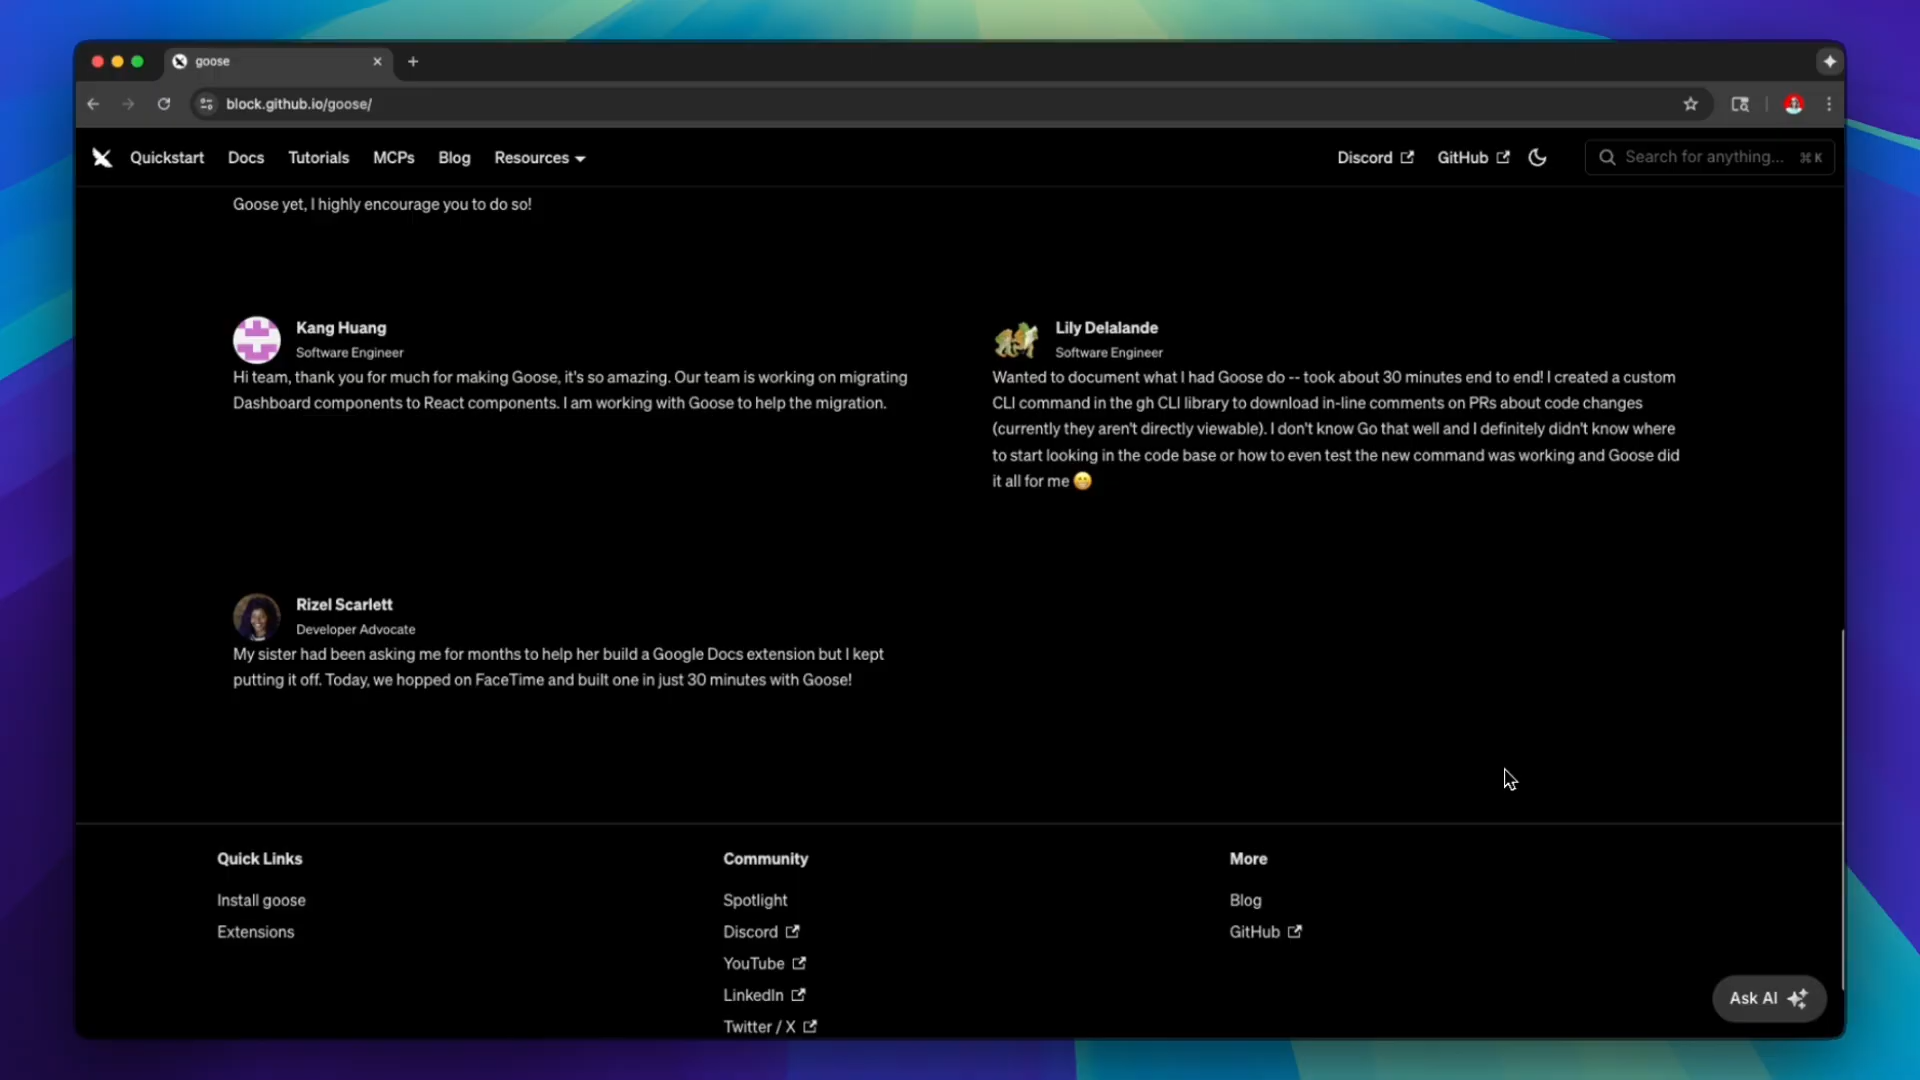 goose
block.github.io/goose/
Quickstart Docs Tutorials MCPs Blog Resources Discord GitHub Search for anything... ⌘ K
Goose yet, I highly encourage you to do so!
Kang Huang
Software Engineer
Hi team, thank you for much for making Goose, it's so amazing. Our team is working on migrating
Dashboard components to React components. I am working with Goose to help the migration.
Lily Delalande
Software Engineer
Wanted to document what I had Goose do -- took about 30 minutes end to end! I created a custom
CLI command in the gh CLI library to download in-line comments on PRs about code changes
(currently they aren't directly viewable). I don't know Go that well and I definitely didn't know where
to start looking in the code base or how to even test the new command was working and Goose did
it all for me 😁
Rizel Scarlett
Developer Advocate
My sister had been asking me for months to help her build a Google Docs extension but I kept
putting it off. Today, we hopped on FaceTime and built one in just 30 minutes with Goose!
Quick Links
Install goose
Extensions
Community
Spotlight
Discord
YouTube
LinkedIn
Twitter / X
More
Blog
GitHub
Ask AI